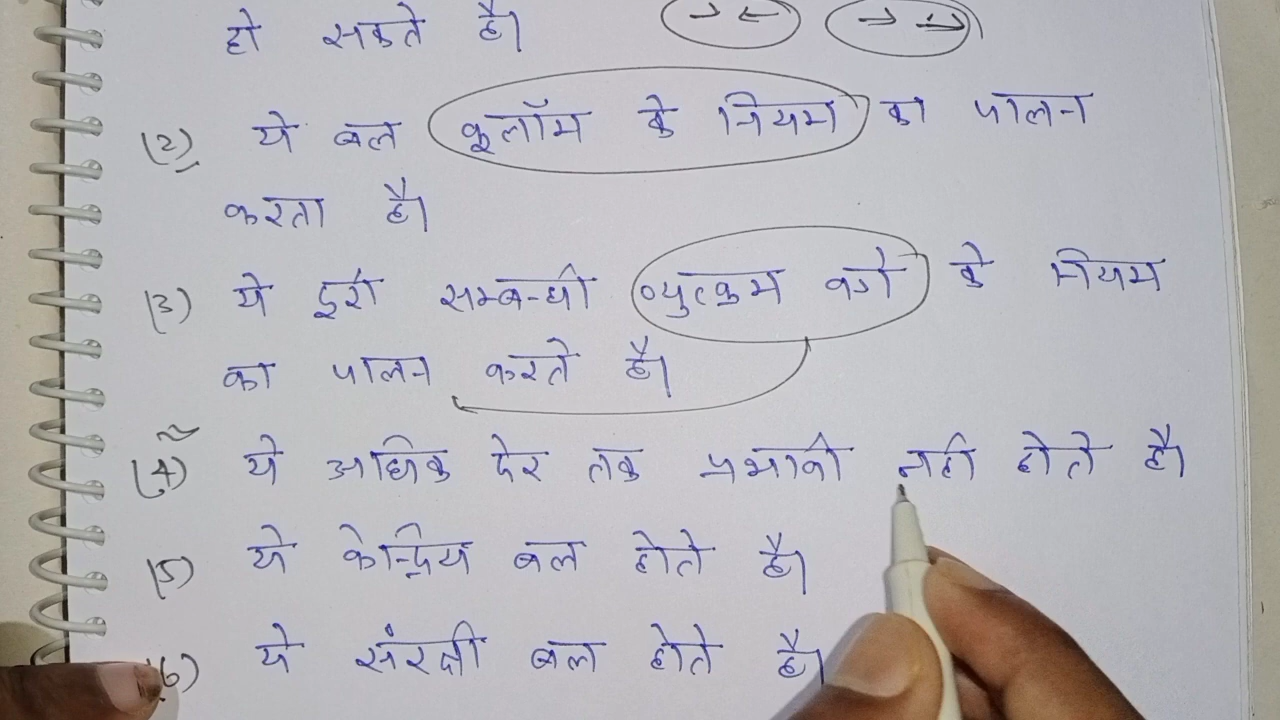 हो सकते है।
(2) ये बल कूलॉम के नियम का पालन
करता है।
(3) ये दूरी सम्बन्धी व्युत्क्रम वर्ग के नियम
का पालन करते है।
(4) ये अधिक देर तक प्रभावी नही होते है।
(5) ये केन्द्रिय बल होते है।
(6) ये संरक्षी बल होते है।